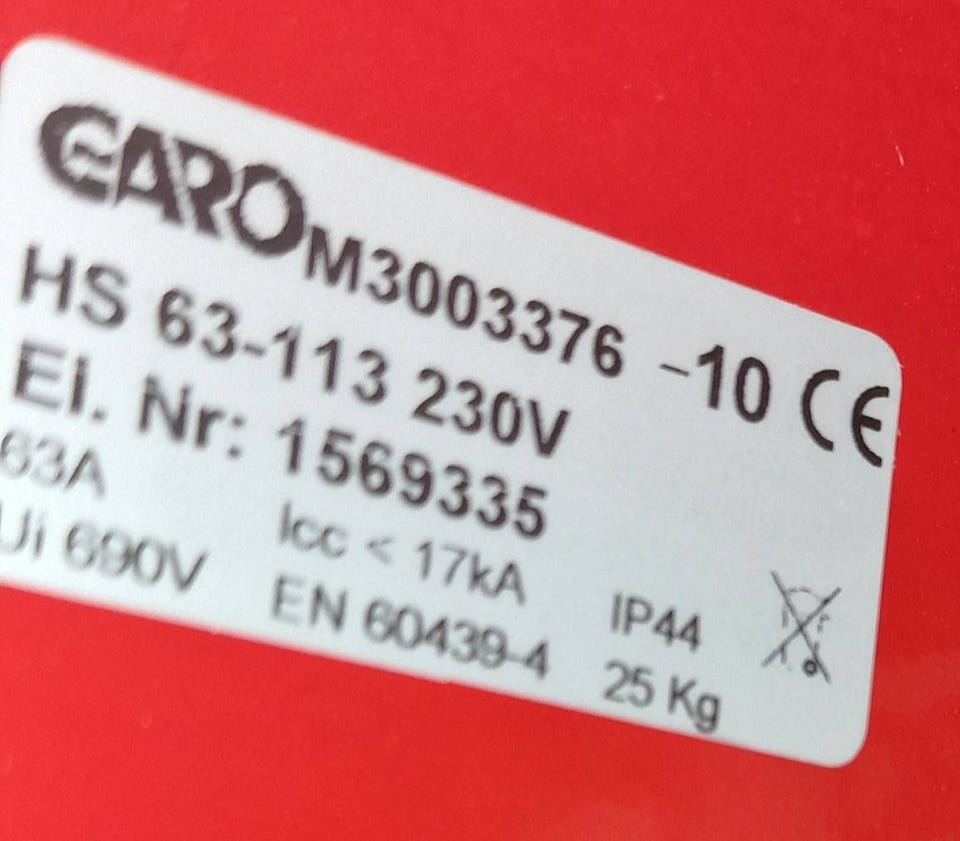 GARO M3003376 -10 CE
HS 63-113 230V
El. Nr: 1569335
63A Icc < 17kA IP44
Ui 690V EN 60439-4 25 Kg